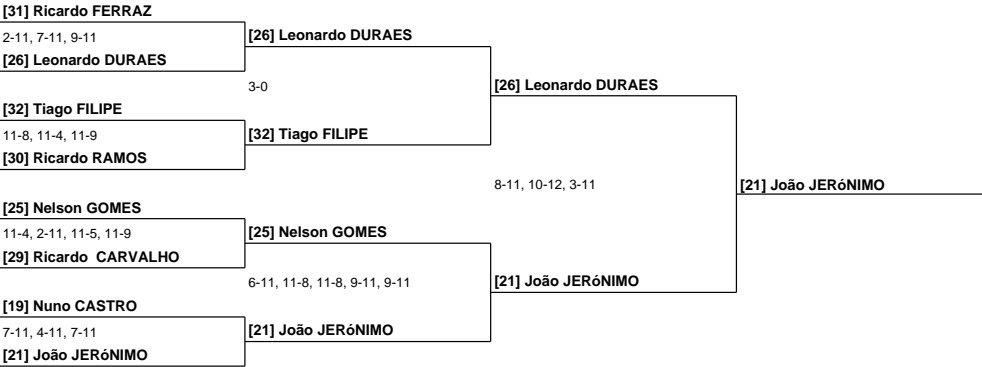 [31] Ricardo FERRAZ
2-11, 7-11, 9-11
[26] Leonardo DURAES
[26] Leonardo DURAES
3-0
[26] Leonardo DURAES
[32] Tiago FILIPE
11-8, 11-4, 11-9
[32] Tiago FILIPE
[30] Ricardo RAMOS
8-11, 10-12, 3-11
[21] João JERóNIMO
[25] Nelson GOMES
11-4, 2-11, 11-5, 11-9
[25] Nelson GOMES
[29] Ricardo  CARVALHO
6-11, 11-8, 11-8, 9-11, 9-11
[21] João JERóNIMO
[19] Nuno CASTRO
7-11, 4-11, 7-11
[21] João JERóNIMO
[21] João JERóNIMO